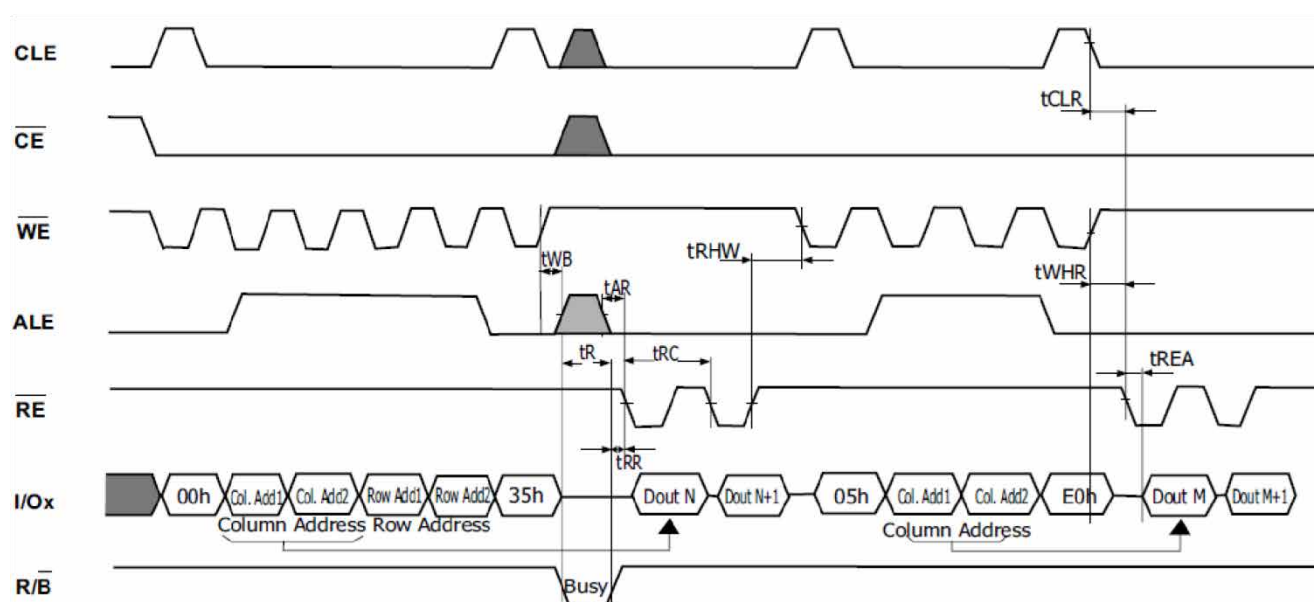 CLE
tCLR
CE
WE
tRHW
tWB
tWHR
tAR
ALE
tR
tRC
tREA
RE
tRR
I/Ox
00h Col. Add1 Col. Add2 Row Add1 Row Add2 35h Dout N Dout N+1 05h Col. Add1 Col. Add2 E0h Dout M Dout M+1
Column Address Row Address
Column Address
R/B
Busy